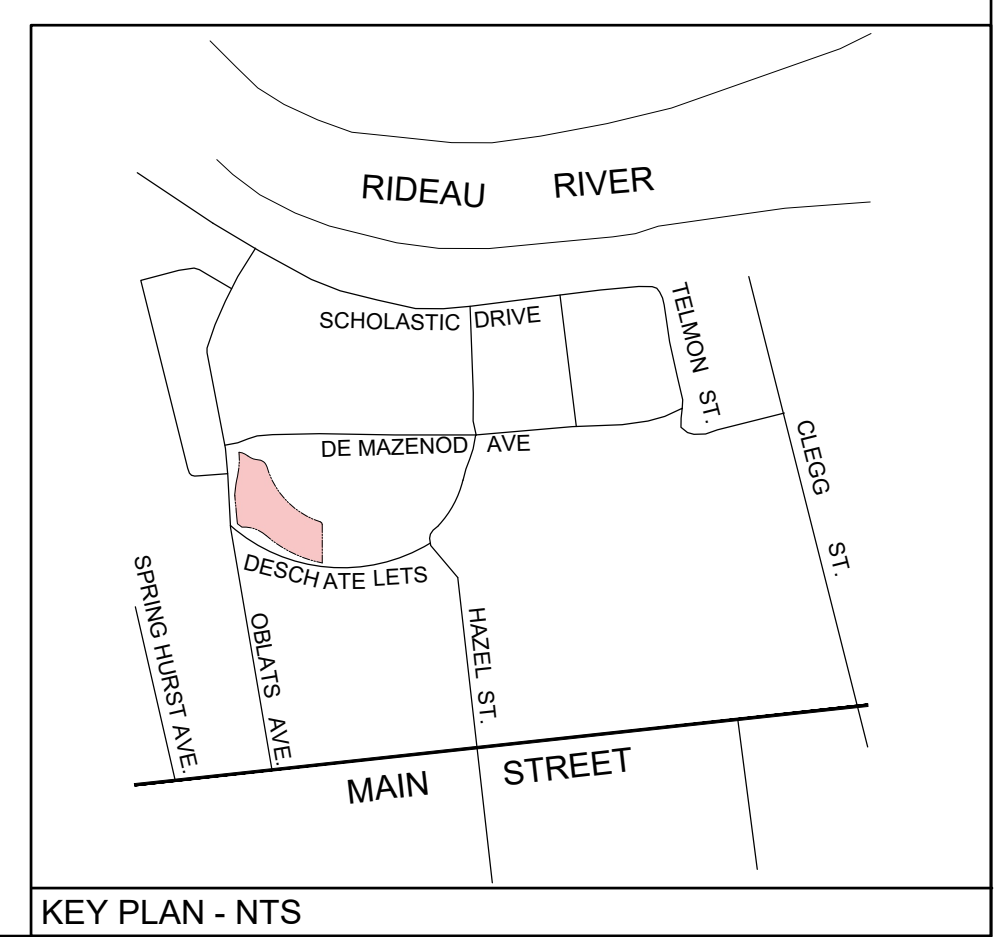 RIDEAU RIVER
SCHOLASTIC DRIVE
TELMON ST.
DE MAZENOD AVE
CLEGG ST.
DESCHATE LETS
SPRING HURST AVE.
OBLATS AVE.
HAZEL ST.
MAIN STREET
KEY PLAN - NTS